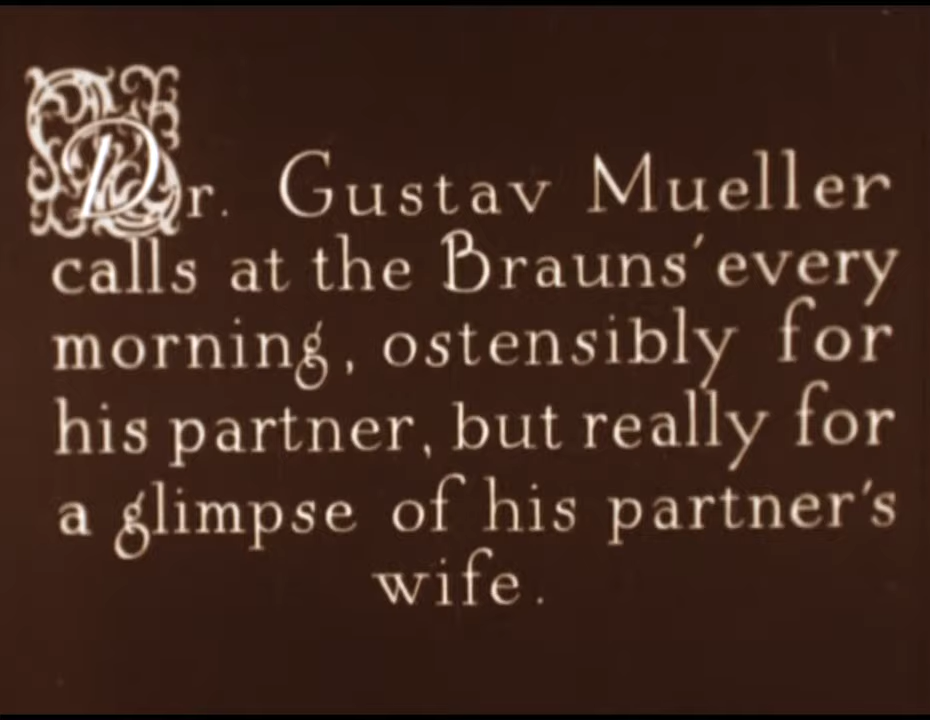 Dr. Gustav Mueller
calls at the Brauns' every
morning, ostensibly for
his partner, but really for
a glimpse of his partner's
wife.